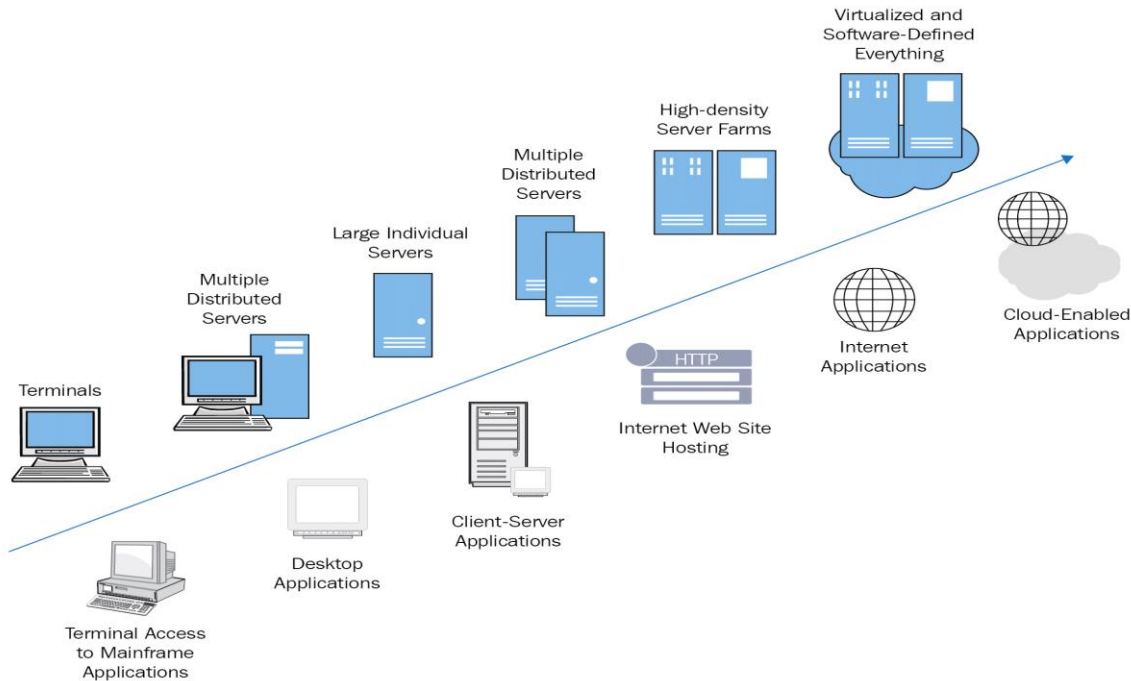 Virtualized and
Software-Defined
Everything
High-density
Server Farms
Multiple
Distributed
Servers
Large Individual
Servers
Multiple
Distributed
Servers
Terminals
Cloud-Enabled
Applications
Internet
Applications
HTTP
Internet Web Site
Hosting
Client-Server
Applications
Desktop
Applications
Terminal Access
to Mainframe
Applications